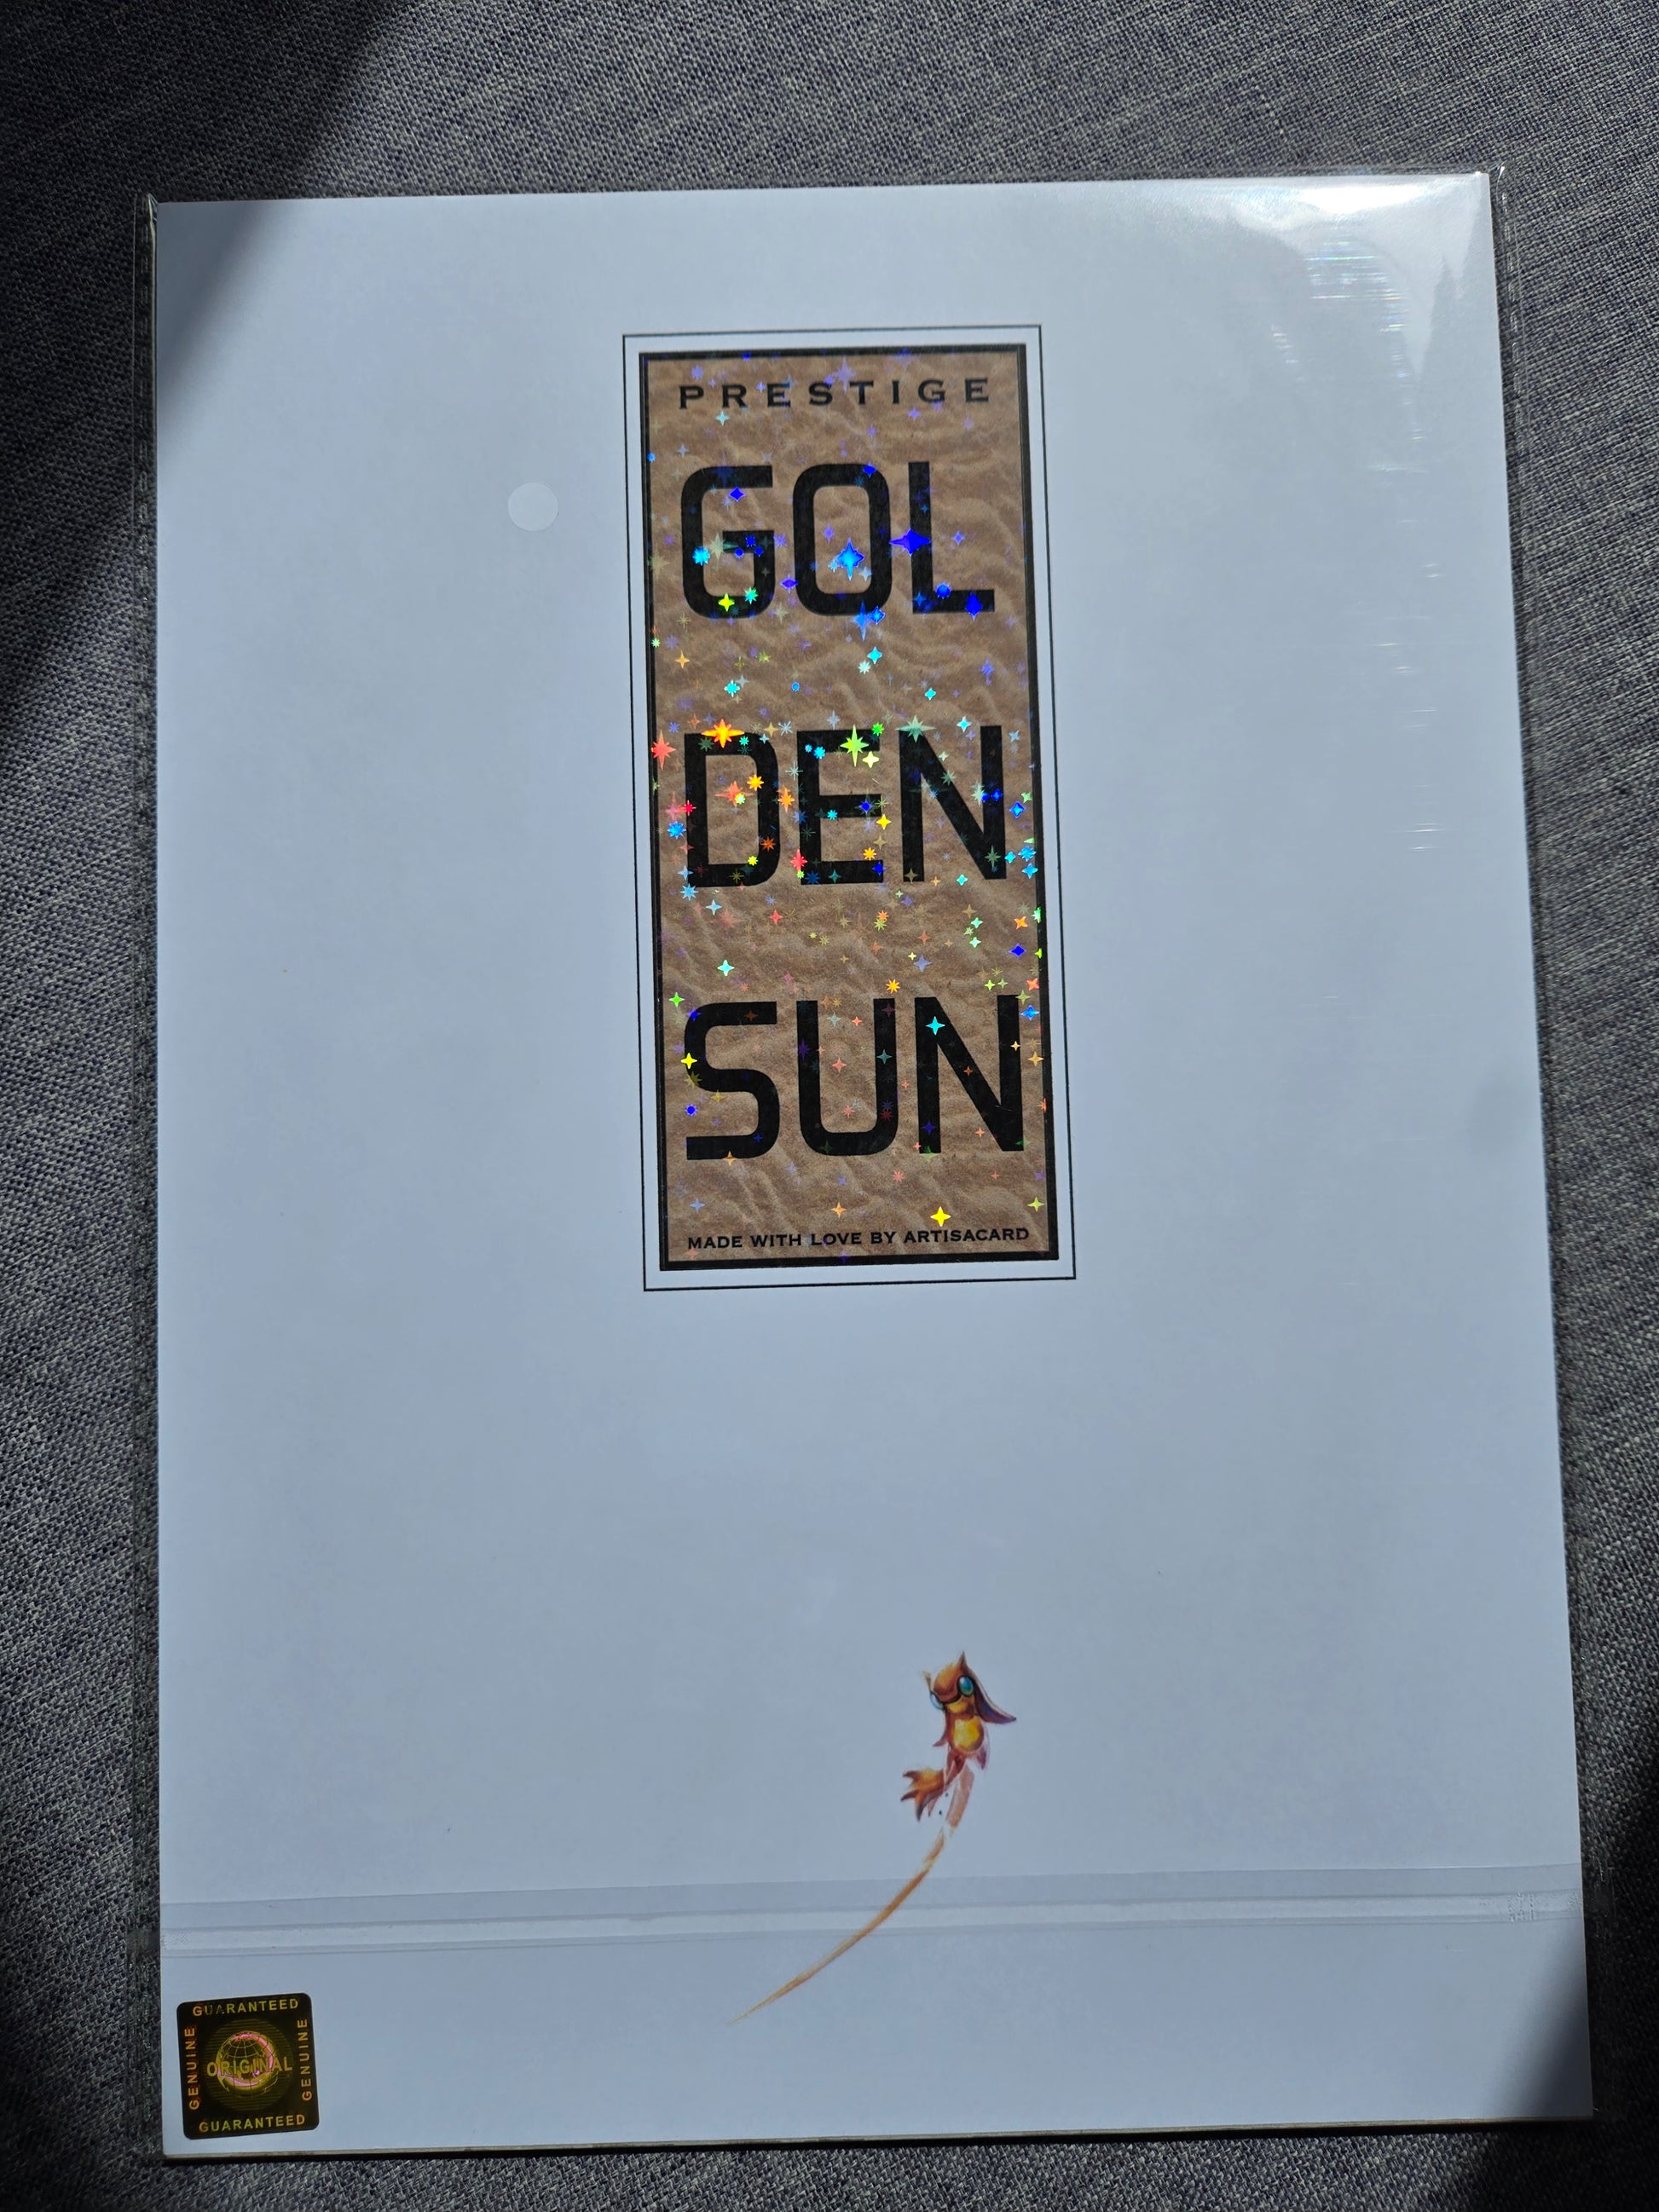 PRESTIGE
GOL
DEN
SUN
MADE WITH LOVE BY ARTISACARD
GUARANTEED
GENUINE
ORIGINAL
GENUINE
GUARANTEED